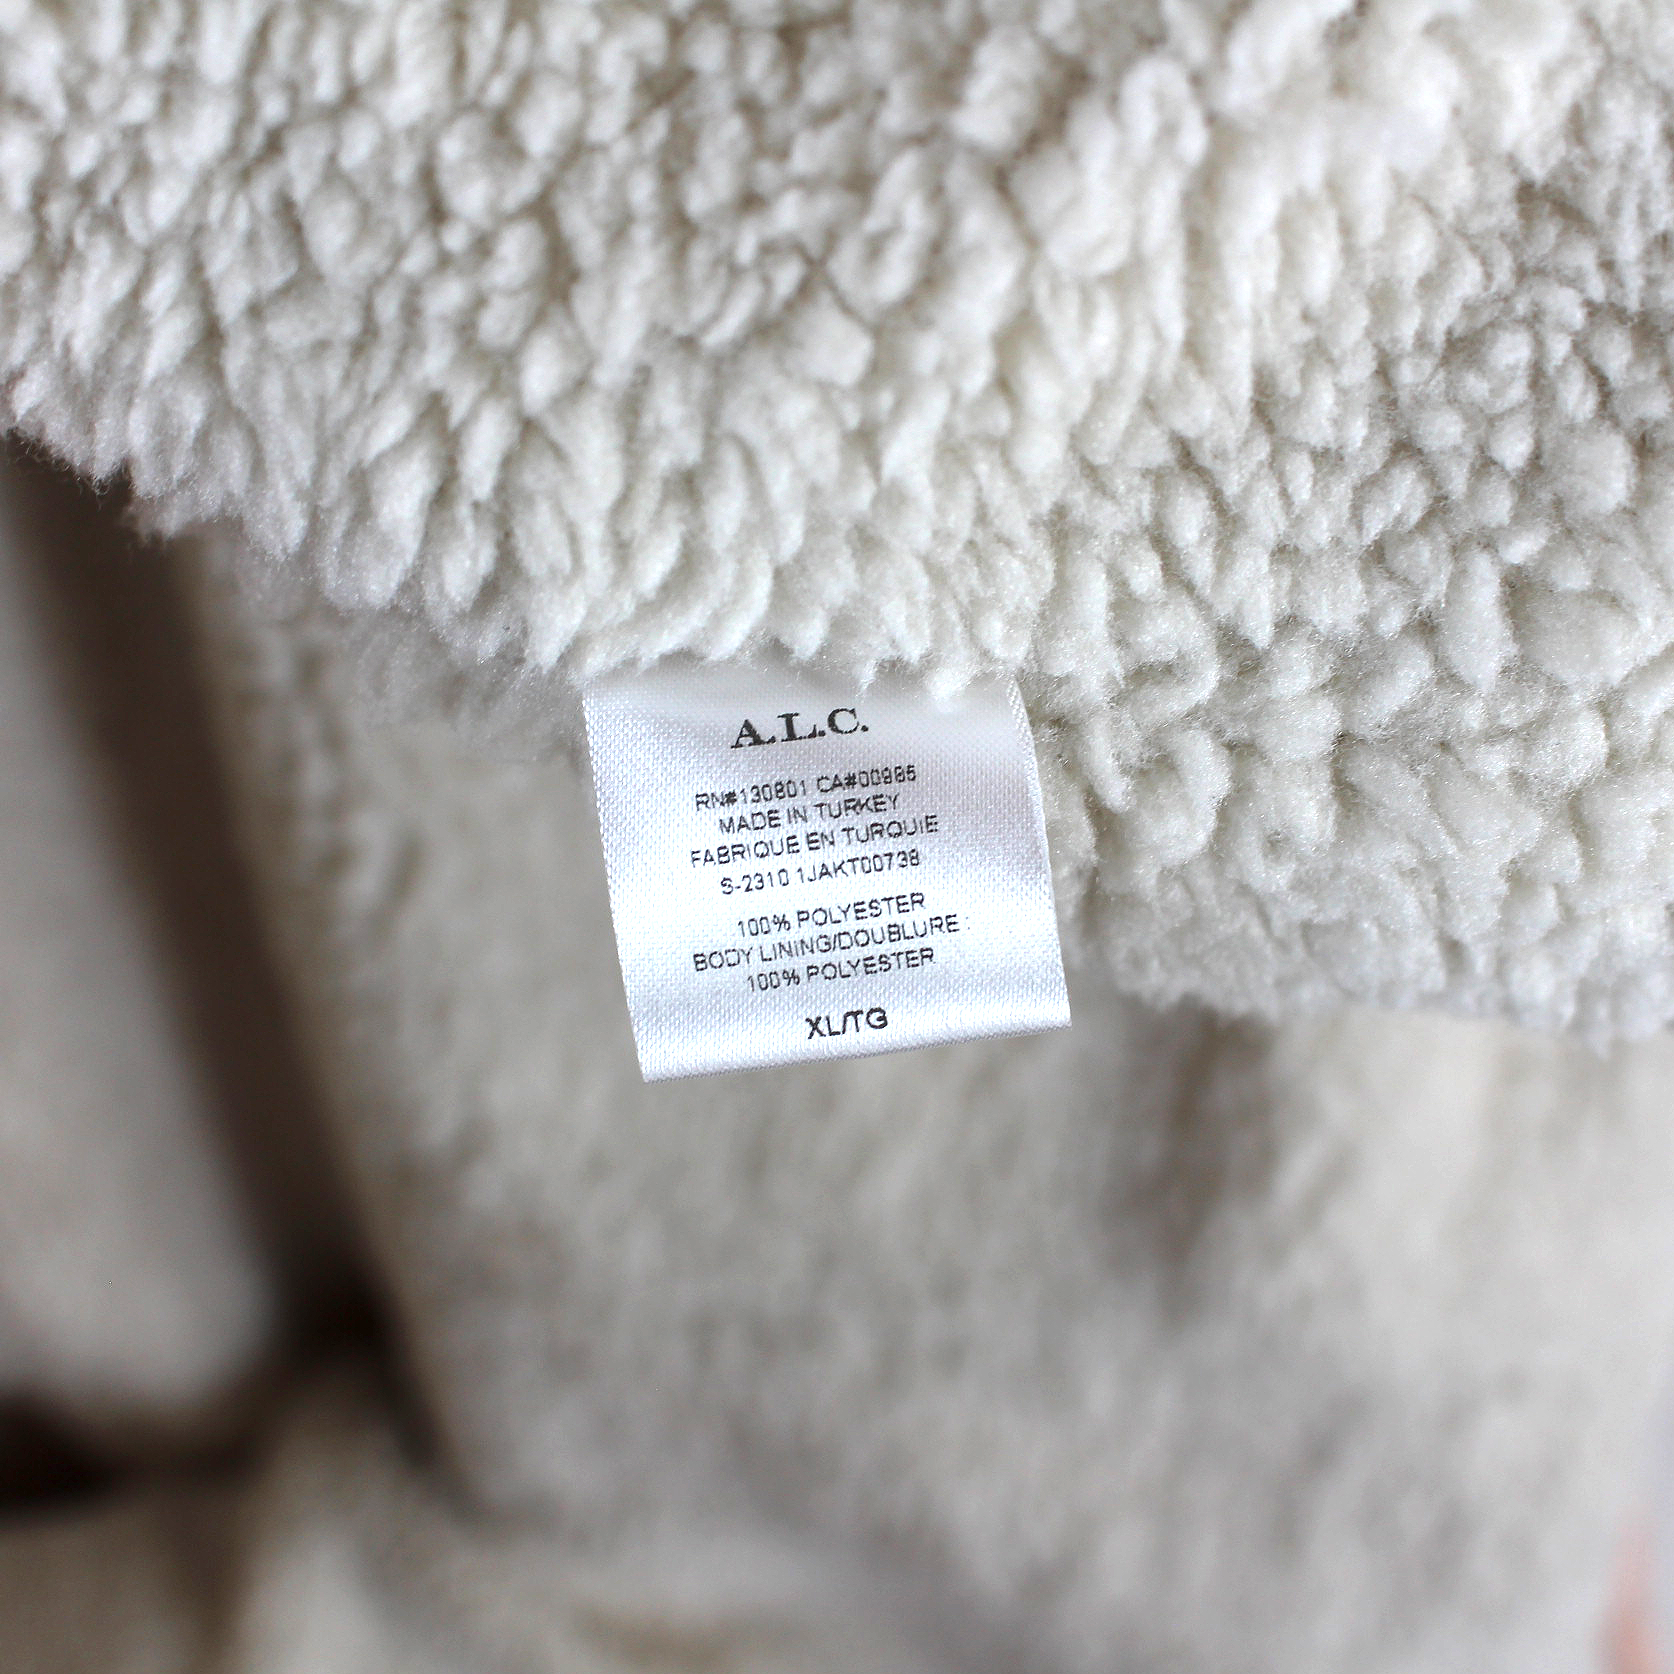 A.L.C.
RN#130801 CA#00985
MADE IN TURKEY
FABRIQUE EN TURQUIE
S-2310 1JAKT00738
100% POLYESTER
BODY LINING/DOUBLURE :
100% POLYESTER
XL/TG